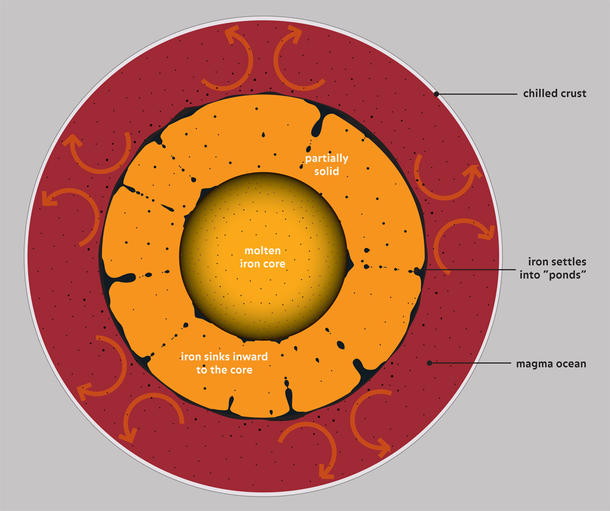 chilled crust
partially
solid
molten
iron core
iron settles
into "ponds"
iron sinks inward
to the core
magma ocean